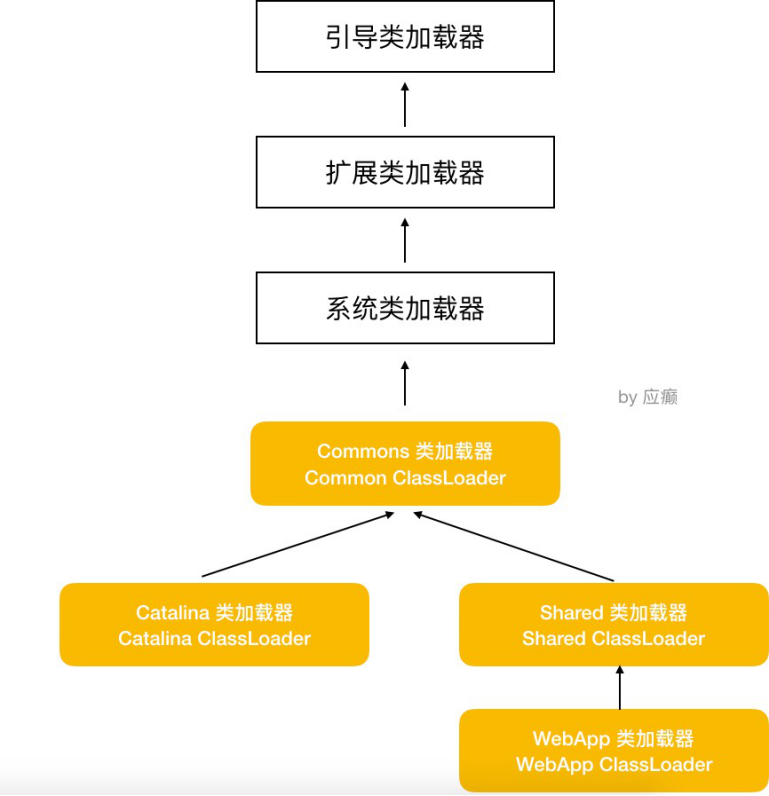 引导类加载器
扩展类加载器
系统类加载器
by 应癫
Commons 类加载器
Common ClassLoader
Catalina 类加载器
Catalina ClassLoader
Shared 类加载器
Shared ClassLoader
WebApp 类加载器
WebApp ClassLoader